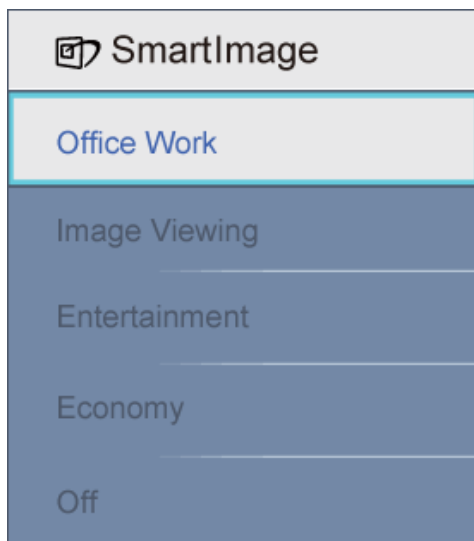 SmartImage
Office Work
Image Viewing
Entertainment
Economy
Off